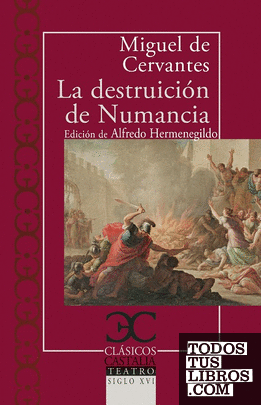 Miguel de
Cervantes
La destruición
de Numancia
Edición de Alfredo Hermenegildo
CLÁSICOS
CASTALIA
TEATRO
SIGLO XVI
TODOS
TUS
LIBROS